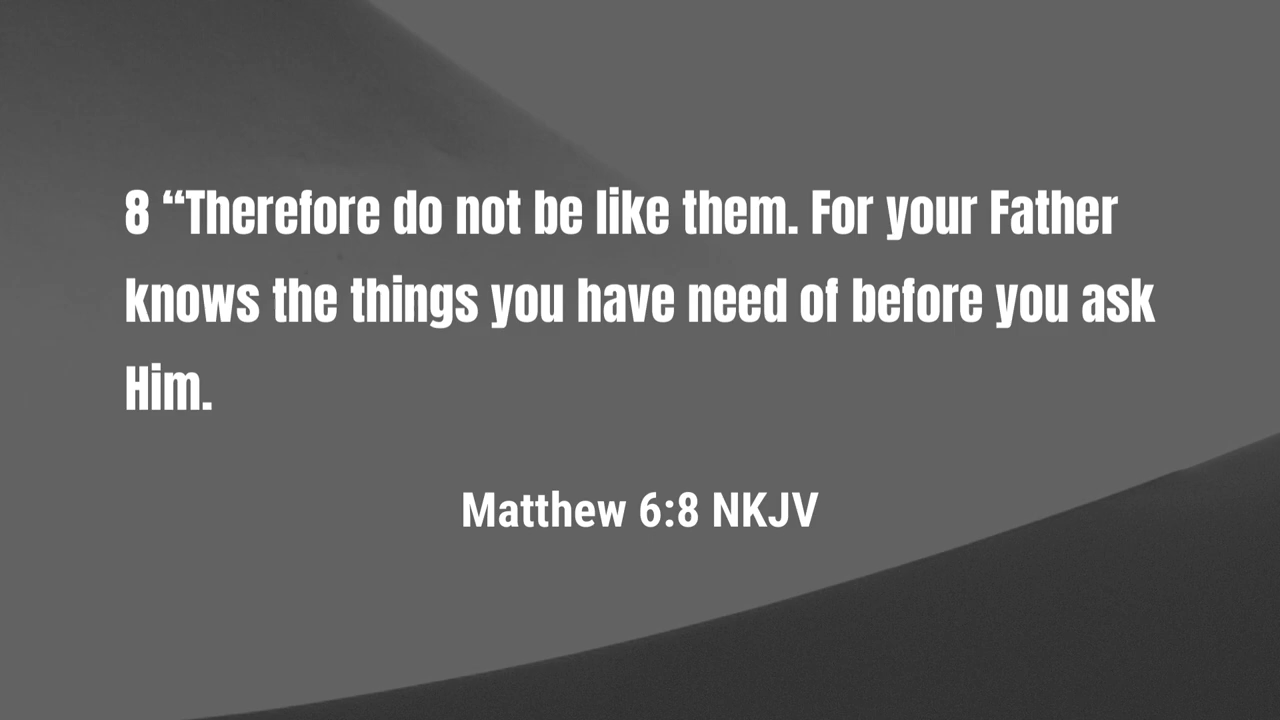 8 “Therefore do not be like them. For your Father
knows the things you have need of before you ask
Him.
Matthew 6:8 NKJV